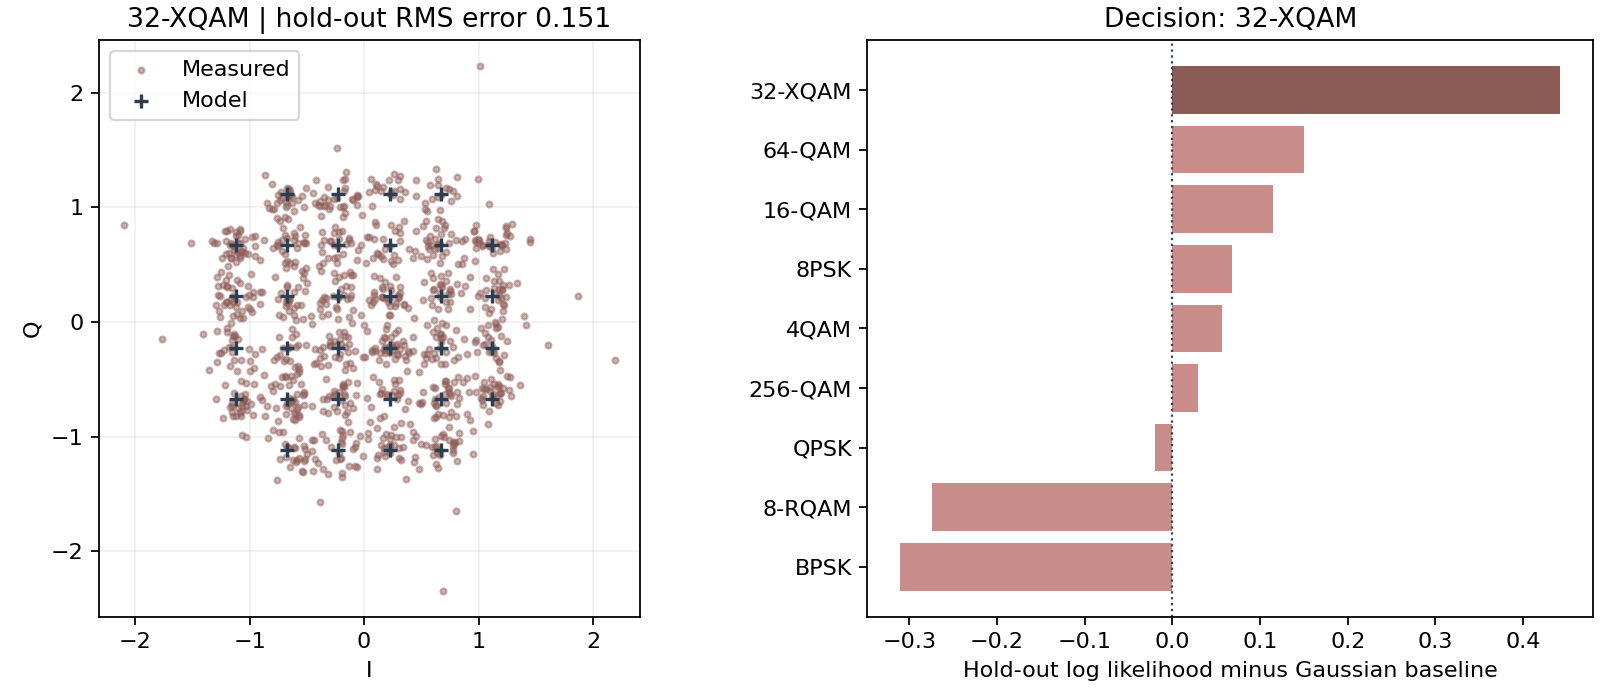 32-XQAM | hold-out RMS error 0.151
Measured
Model
2
1
0
−1
−2
Q
−2
−1
0
1
2
I
Decision: 32-XQAM
32-XQAM
64-QAM
16-QAM
8PSK
4QAM
256-QAM
QPSK
8-RQAM
BPSK
−0.3
−0.2
−0.1
0.0
0.1
0.2
0.3
0.4
Hold-out log likelihood minus Gaussian baseline